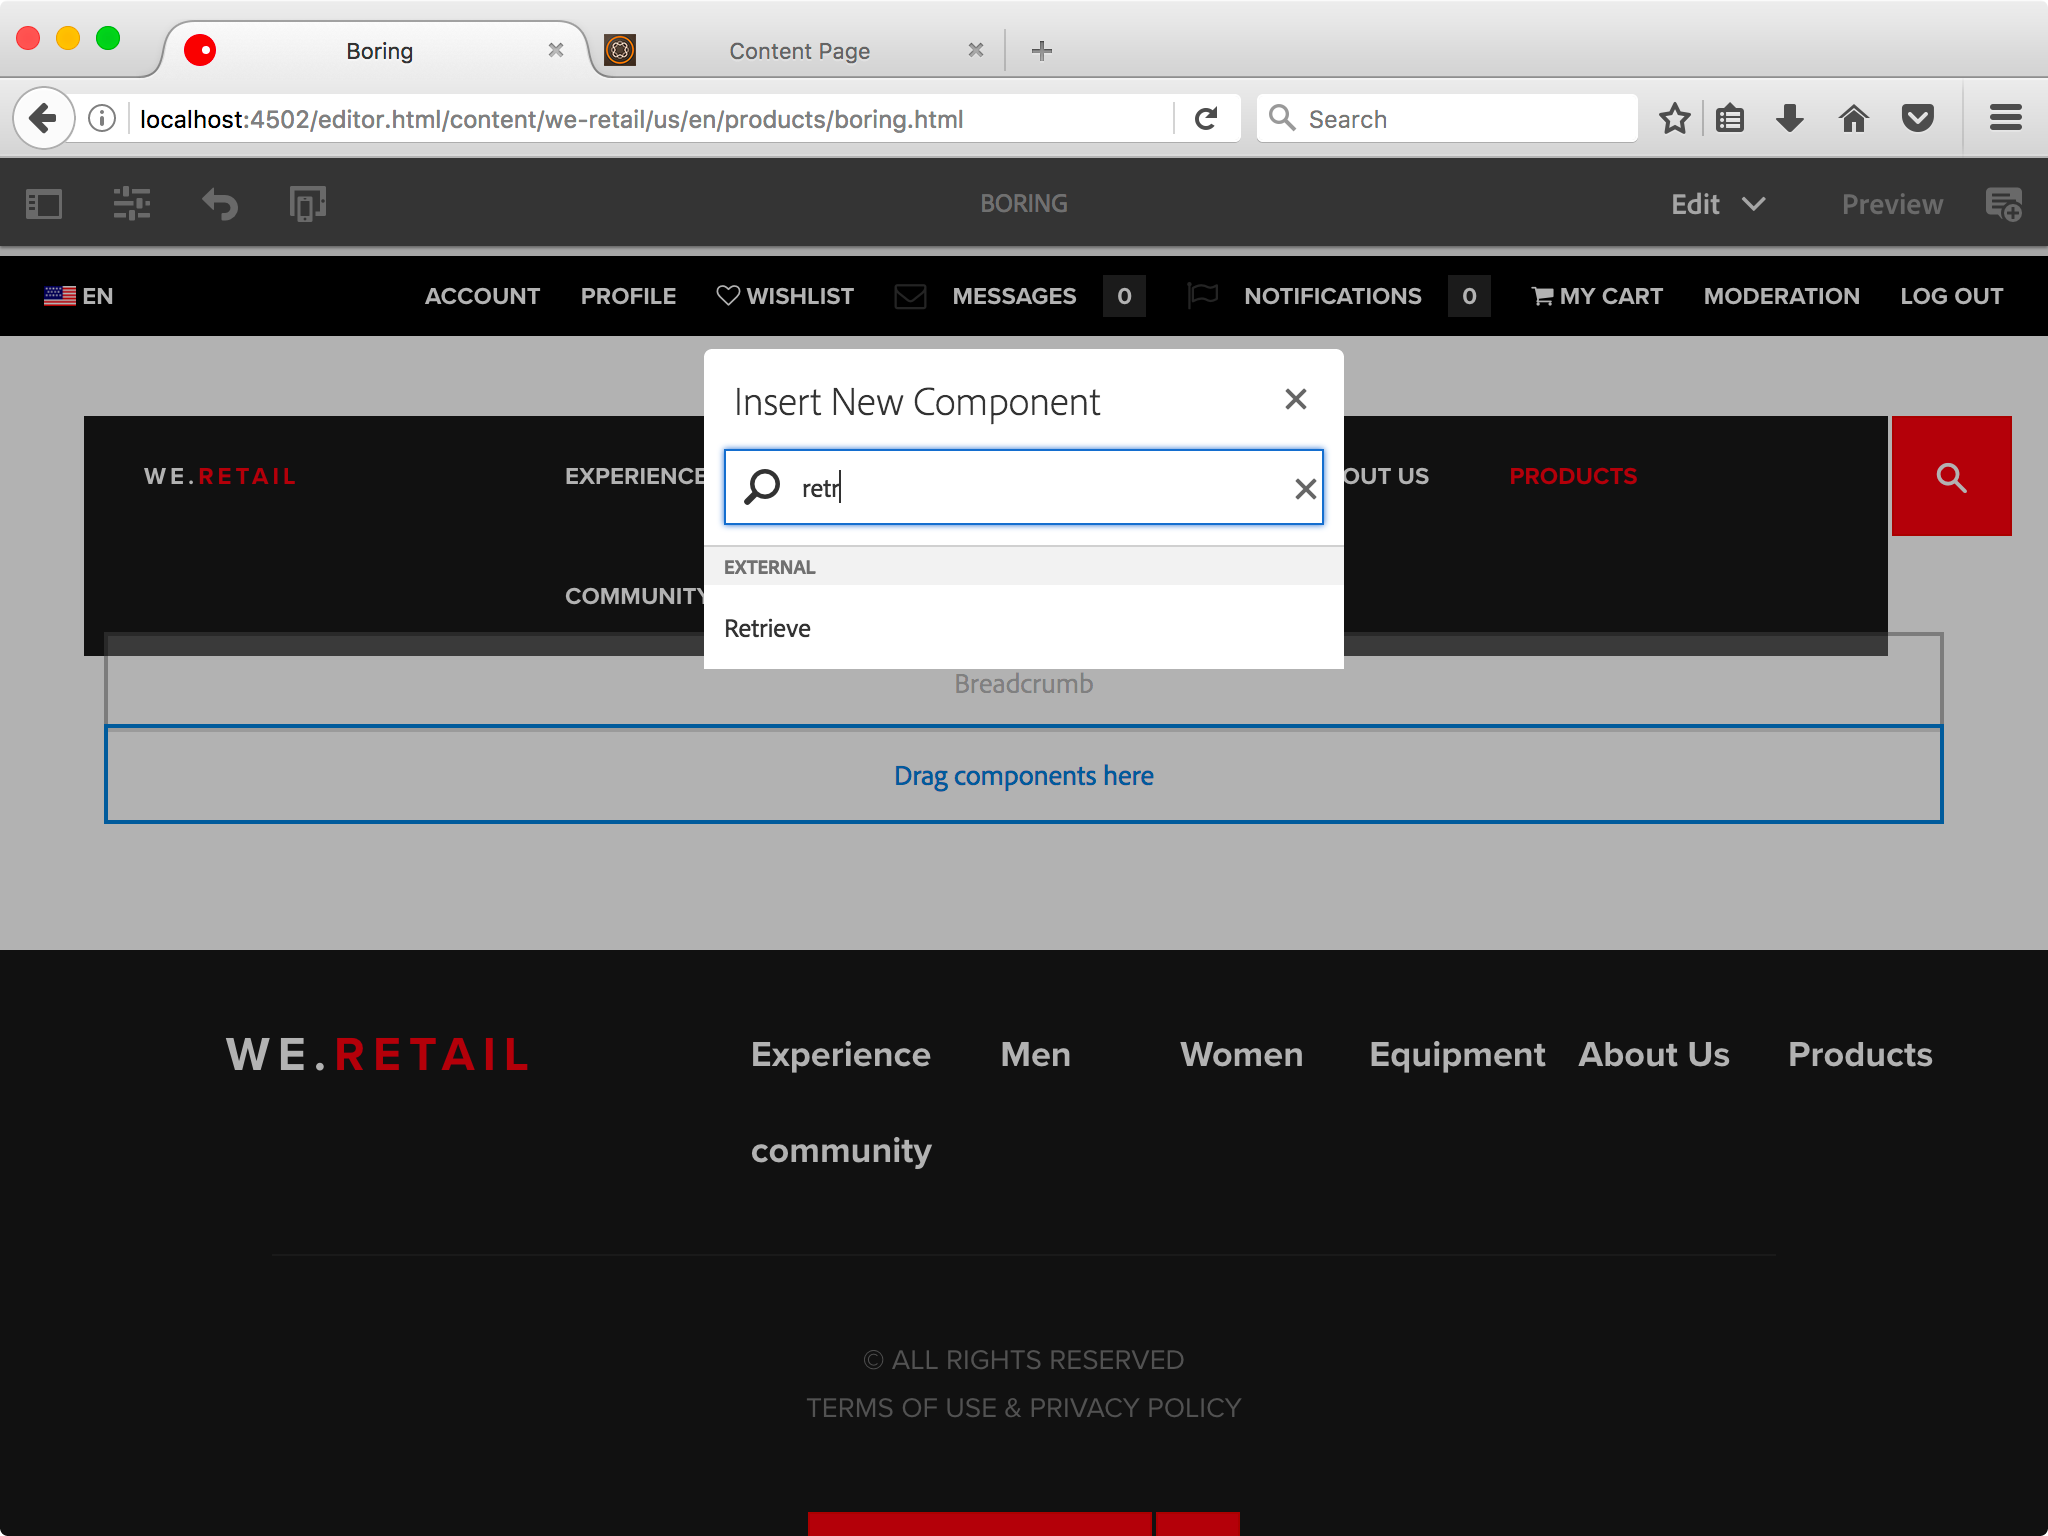 Boring
Content Page
localhost:4502/editor.html/content/we-retail/us/en/products/boring.html
Search
BORING
Edit
Preview
EN
ACCOUNT
PROFILE
WISHLIST
MESSAGES
0
NOTIFICATIONS
0
MY CART
MODERATION
LOG OUT
Insert New Component
WE.RETAIL
EXPERIENCE
retr
OUT US
PRODUCTS
EXTERNAL
COMMUNITY
Retrieve
Breadcrumb
Drag components here
WE.RETAIL
Experience
Men
Women
Equipment
About Us
Products
community
© ALL RIGHTS RESERVED
TERMS OF USE & PRIVACY POLICY